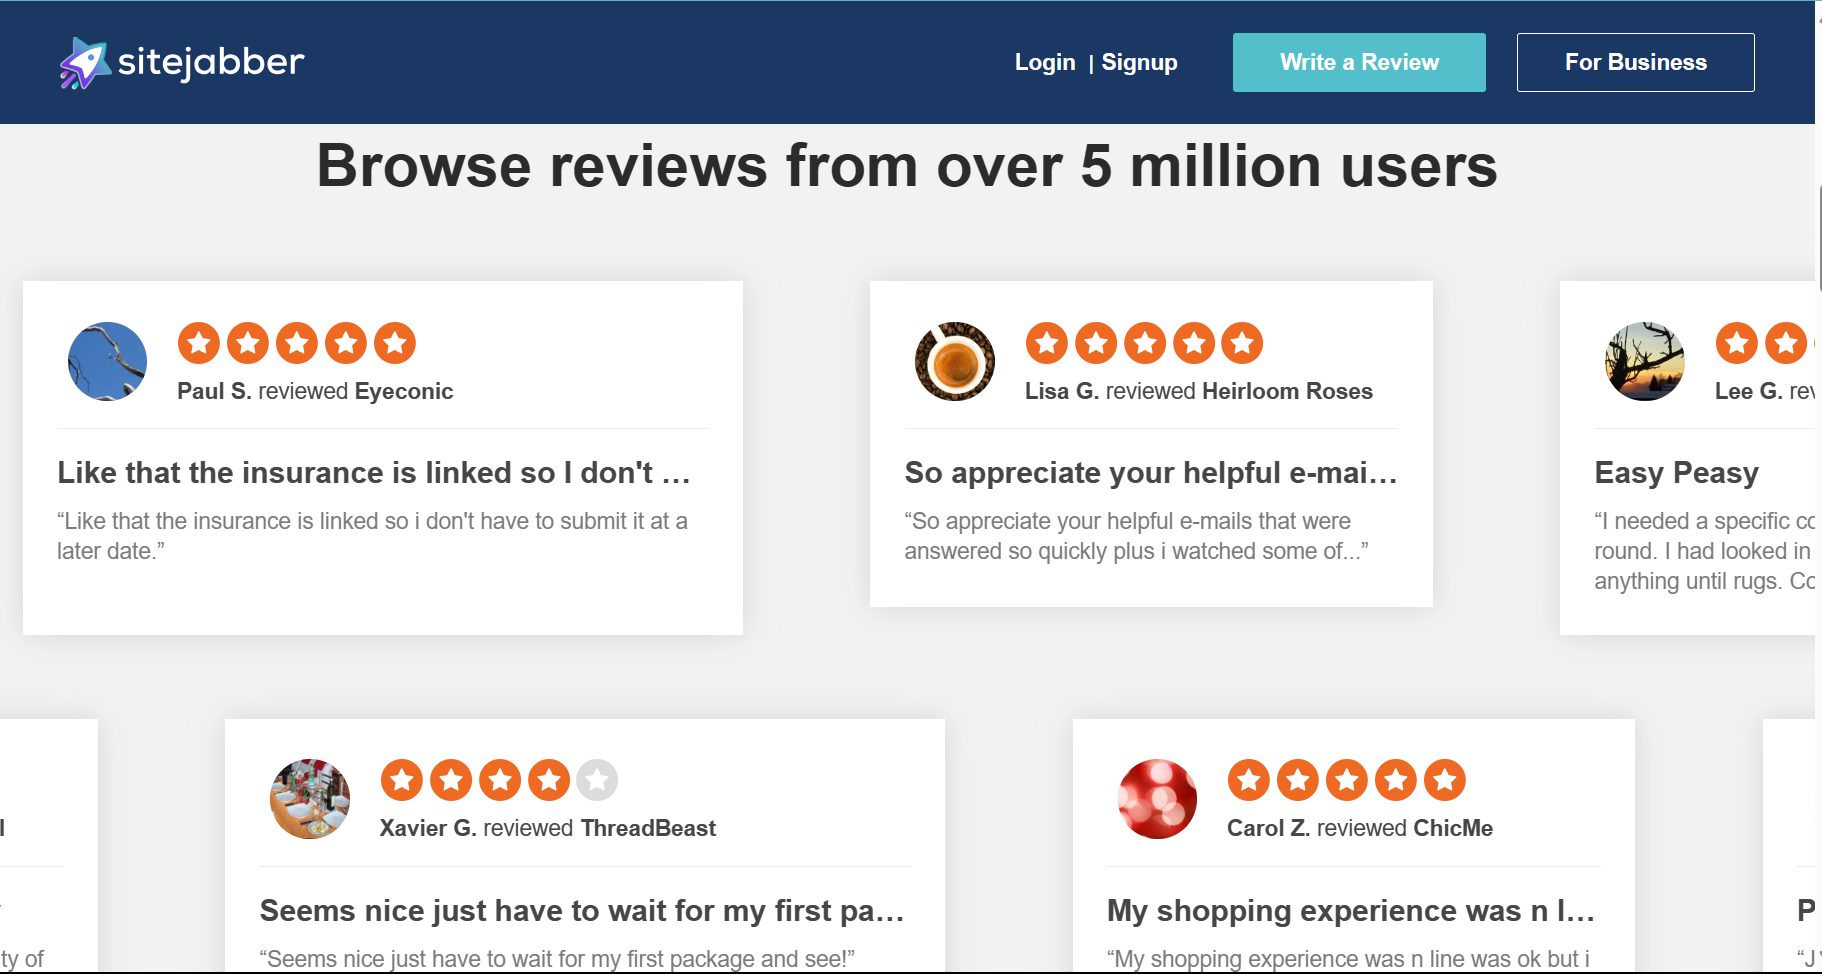 sitejabber
Login | Signup
Write a Review
For Business
Browse reviews from over 5 million users
Paul S. reviewed Eyeconic
Like that the insurance is linked so I don't ...
“Like that the insurance is linked so i don't have to submit it at a
later date.”
Lisa G. reviewed Heirloom Roses
So appreciate your helpful e-mai...
“So appreciate your helpful e-mails that were
answered so quickly plus i watched some of...”
Lee G.
Easy Peasy
“I needed a specific
round. I had looked in
anything until rugs.
ty of
Xavier G. reviewed ThreadBeast
Seems nice just have to wait for my first pa...
“Seems nice just have to wait for my first package and see!”
Carol Z. reviewed ChicMe
My shopping experience was n l...
“My shopping experience was n line was ok but i
P